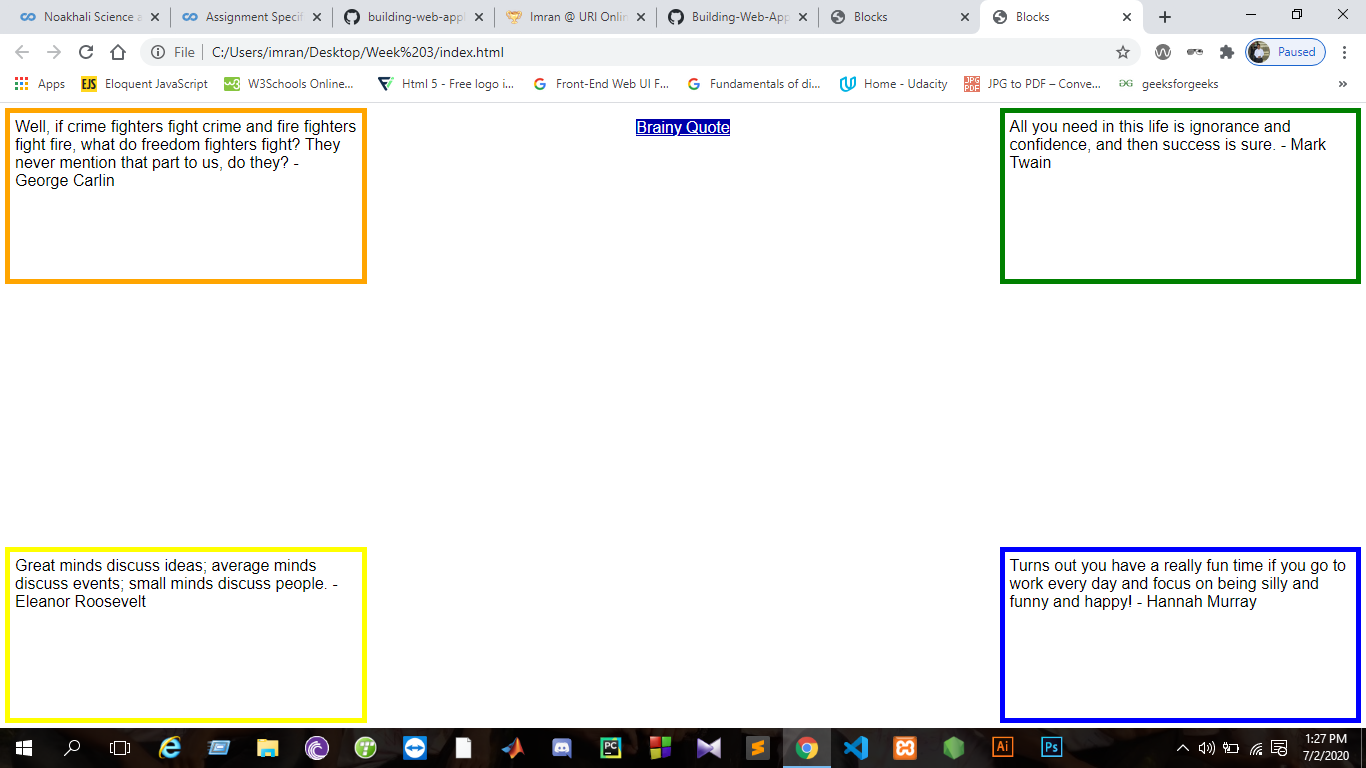 Noakhali Science a
Assignment Specif
building-web-appl
Imran @ URI Onlin
Building-Web-App
Blocks
Blocks
File
C:/Users/imran/Desktop/Week%203/index.html
Paused
Apps
EJS Eloquent JavaScript
W3Schools Online...
Html 5 - Free logo i...
Front-End Web UI F...
Fundamentals of di...
Home - Udacity
JPG to PDF – Conve...
geeksforgeeks
»
Well, if crime fighters fight crime and fire fighters
fight fire, what do freedom fighters fight? They
never mention that part to us, do they? -
George Carlin
Brainy Quote
All you need in this life is ignorance and
confidence, and then success is sure. - Mark
Twain
Great minds discuss ideas; average minds
discuss events; small minds discuss people. -
Eleanor Roosevelt
Turns out you have a really fun time if you go to
work every day and focus on being silly and
funny and happy! - Hannah Murray
PC
Ai
Ps
1:27 PM
7/2/2020